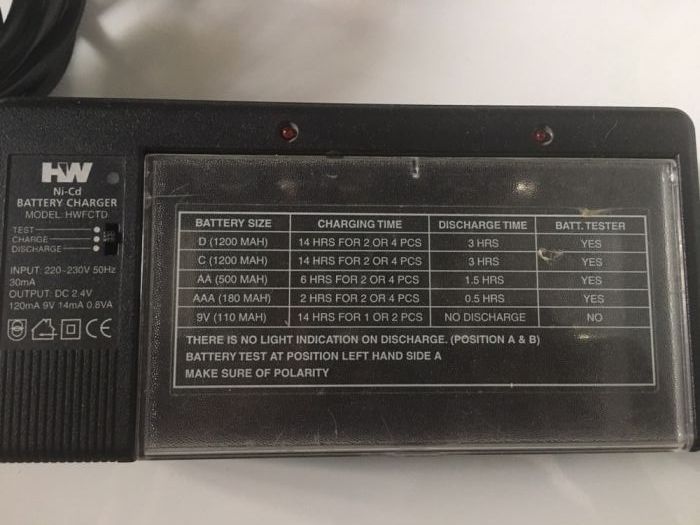 HW
Ni-Cd
BATTERY CHARGER
MODEL: HWFCTD
TEST
CHARGE
DISCHARGE
INPUT: 220-230V 50Hz
30mA
OUTPUT: DC 2.4V
120mA 9V 14mA 0.8VA
CE
BATTERY SIZE CHARGING TIME DISCHARGE TIME BATT. TESTER
D (1200 MAH) 14 HRS FOR 2 OR 4 PCS 3 HRS YES
C (1200 MAH) 14 HRS FOR 2 OR 4 PCS 3 HRS YES
AA (500 MAH) 6 HRS FOR 2 OR 4 PCS 1.5 HRS YES
AAA (180 MAH) 2 HRS FOR 2 OR 4 PCS 0.5 HRS YES
9V (110 MAH) 14 HRS FOR 1 OR 2 PCS NO DISCHARGE NO
THERE IS NO LIGHT INDICATION ON DISCHARGE. (POSITION A & B)
BATTERY TEST AT POSITION LEFT HAND SIDE A
MAKE SURE OF POLARITY